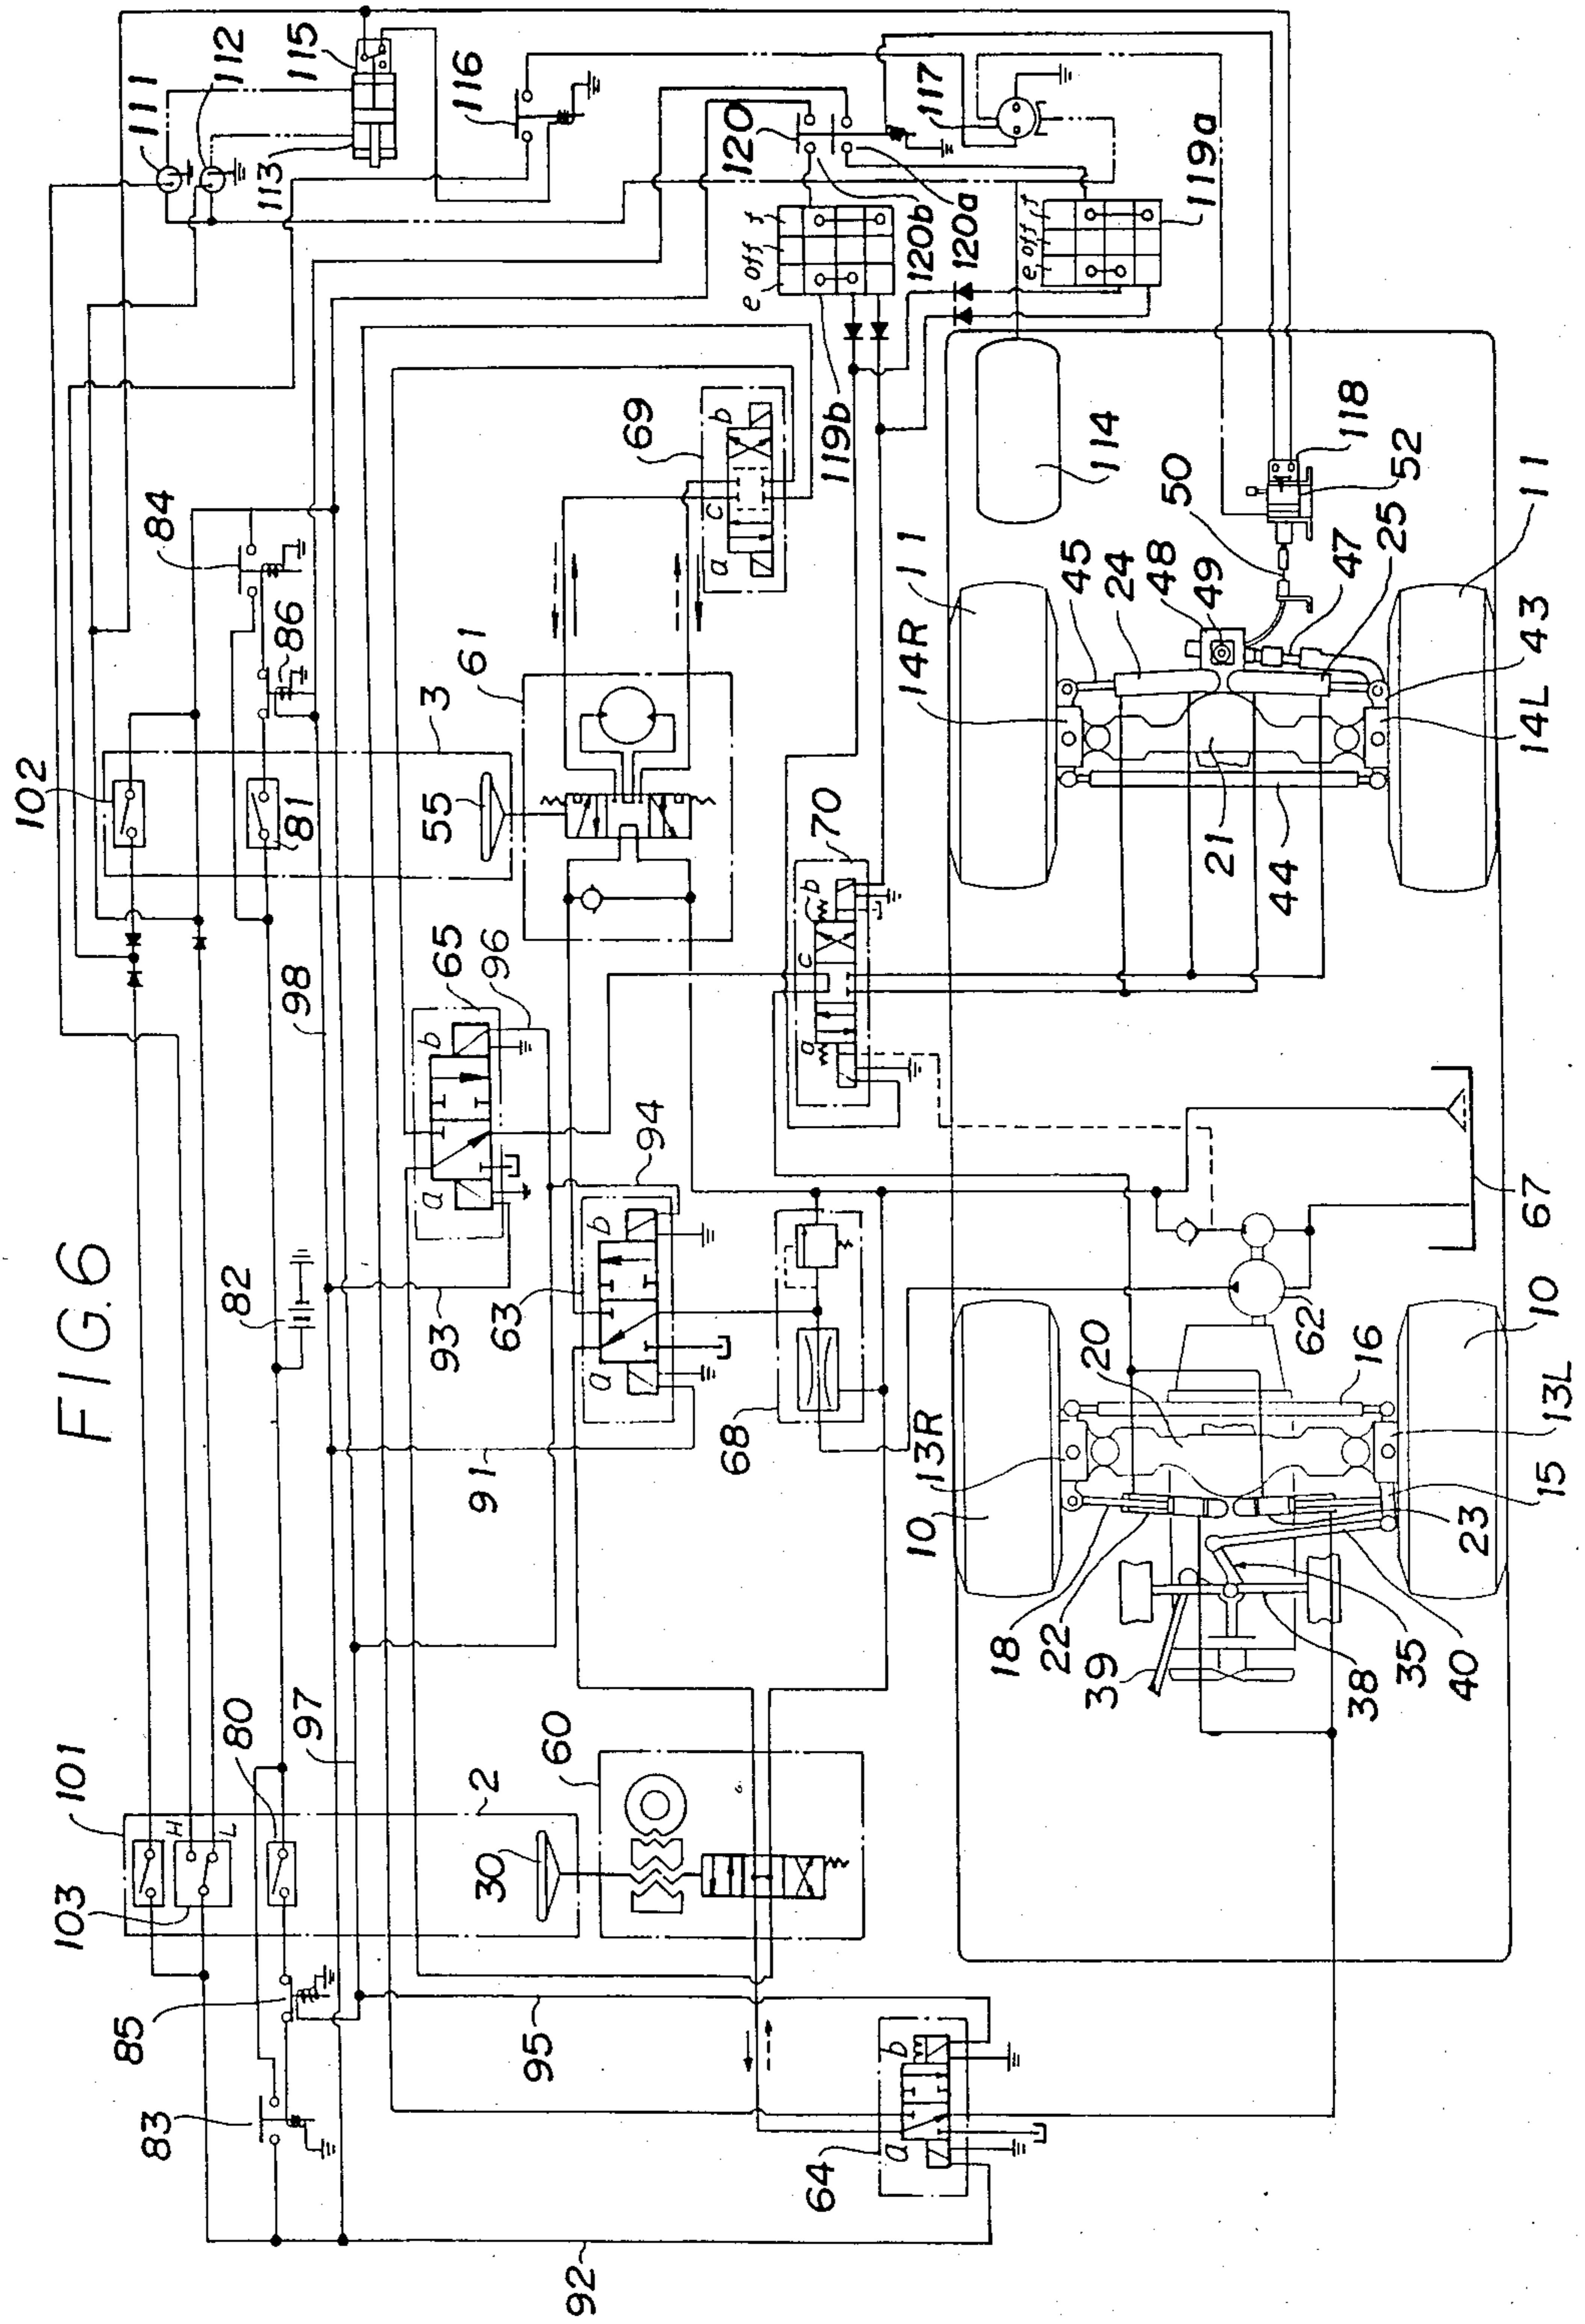 FIG.6
111
112
115
113
116
120
117
119a
120b
120a
e off f
e off f
119b
102
84
86
81
3
55
61
69
a
c
b
114
118
52
50
11
45
24
48
49
47
25
14R
11
43
14L
21
44
98
65
96
b
a
94
93
63
b
a
91
70
a
c
b
82
68
67
62
20
16
10
13L
13R
10
15
23
18
22
39
38
35
40
101
103
H
L
80
97
2
30
60
85
83
95
64
a
b
92